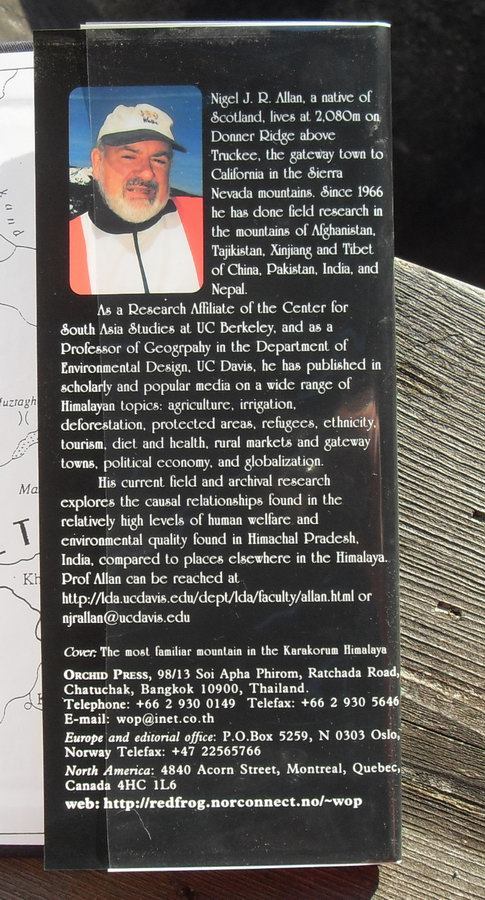 Nigel J. R. Allan, a native of
Scotland, lives at 2,080m on
Donner Ridge above
Truckee, the gateway town to
California in the Sierra
Nevada mountains. Since 1966
he has done field research in
the mountains of Afghanistan,
Tajikistan, Xinjiang and Tibet
of China, Pakistan, India, and
Nepal.
As a Research Affiliate of the Center for
South Asia Studies at UC Berkeley, and as a
Professor of Geogrpahy in the Department of
Environmental Design, UC Davis, he has published in
scholarly and popular media on a wide range of
Himalayan topics: agriculture, irrigation,
deforestation, protected areas, refugees, ethnicity,
tourism, diet and health, rural markets and gateway
towns, political economy, and globalization.
His current field and archival research
explores the causal relationships found in the
relatively high levels of human welfare and
environmental quality found in Himachal Pradesh,
India, compared to places elsewhere in the Himalaya.
Prof Allan can be reached at
http://lda.ucdavis.edu/dept/lda/faculty/allan.html or
njrallan@ucdavis.edu
Cover: The most familiar mountain in the Karakorum Himalaya
ORCHID PRESS, 98/13 Soi Apha Phirom, Ratchada Road,
Chatuchak, Bangkok 10900, Thailand.
Telephone: +66 2 930 0149 Telefax: +66 2 930 5646
E-mail: wop@inet.co.th
Europe and editorial office: P.O.Box 5259, N 0303 Oslo,
Norway Telefax: +47 22565766
North America: 4840 Acorn Street, Montreal, Quebec,
Canada 4HC 1L6
web: http://redfrog.norconnect.no/~wop